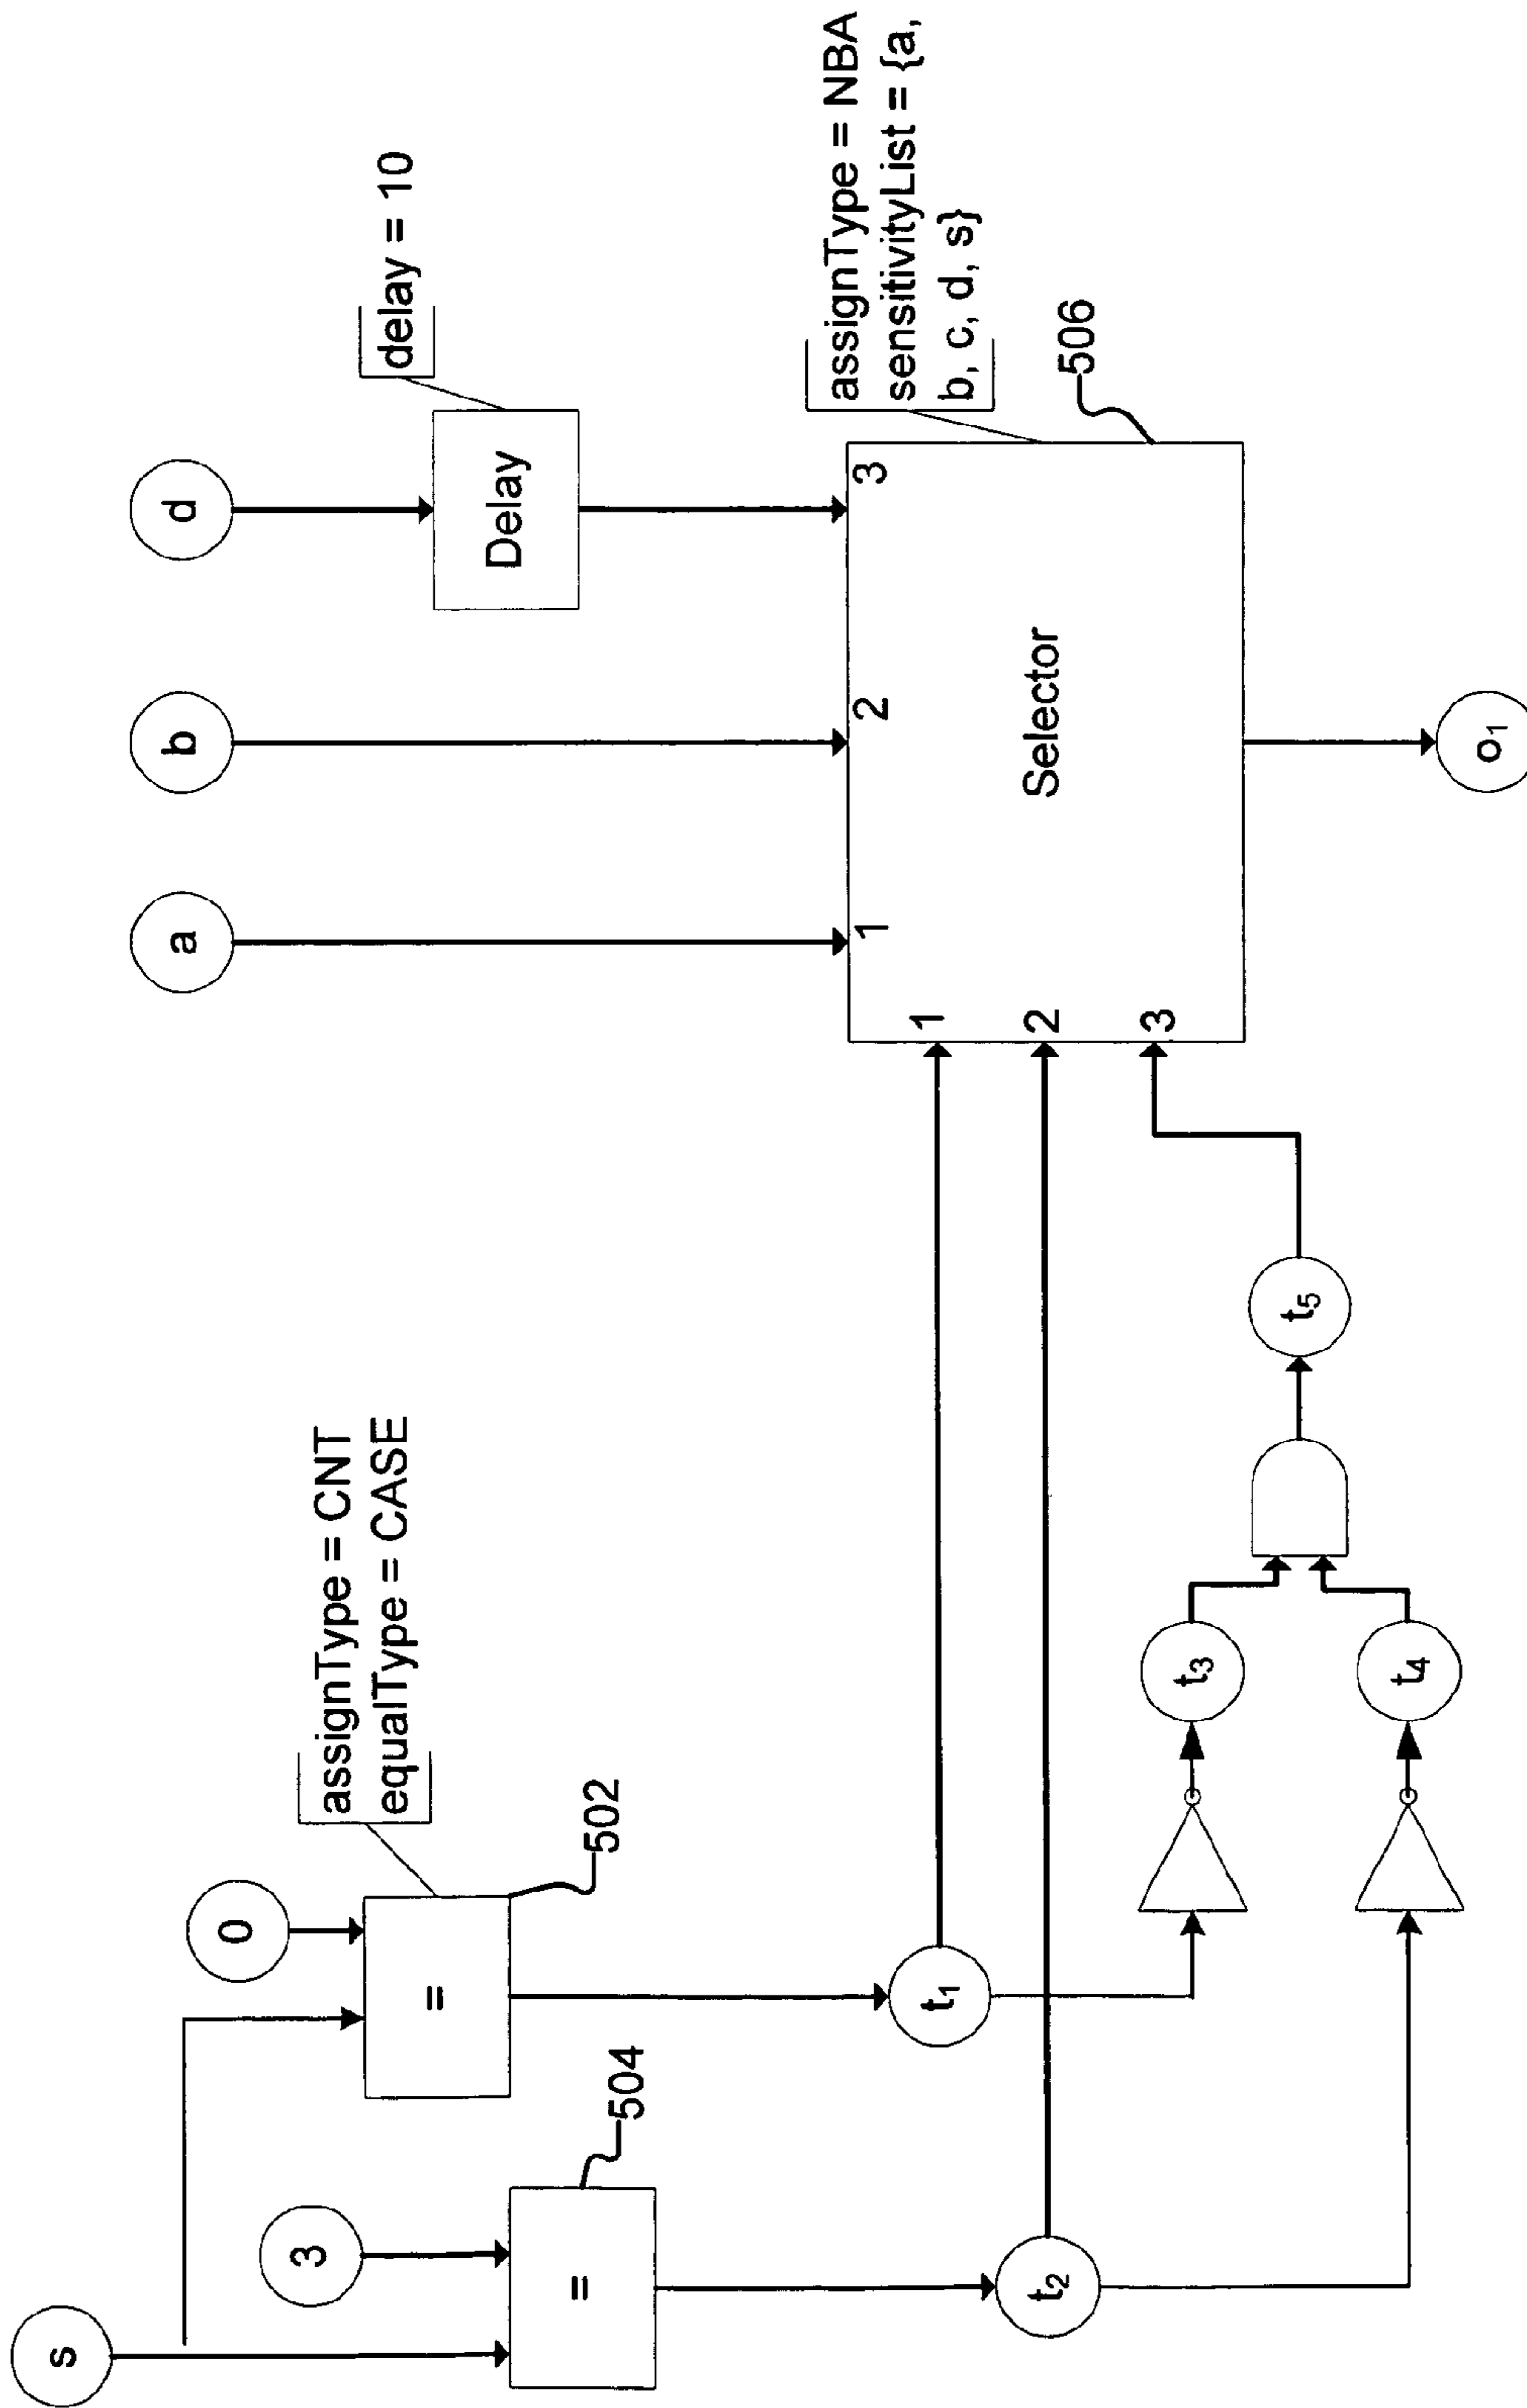 s
3
0
=
=
504
502
assignType = CNT
equalType = CASE
a
b
d
Delay
delay = 10
t1
t2
t3
t4
t5
1
2
3
1
2
3
Selector
assignType = NBA
sensitivityList = {a,
b, c, d, s}
506
o1